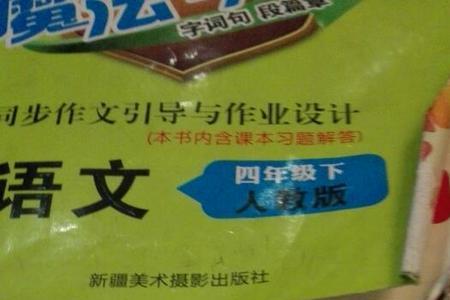 魔法
字词句 段篇章
同步作文引导与作业设计
(本书内含课本习题解答)
语文
四年级下
人教版
新疆美术摄影出版社